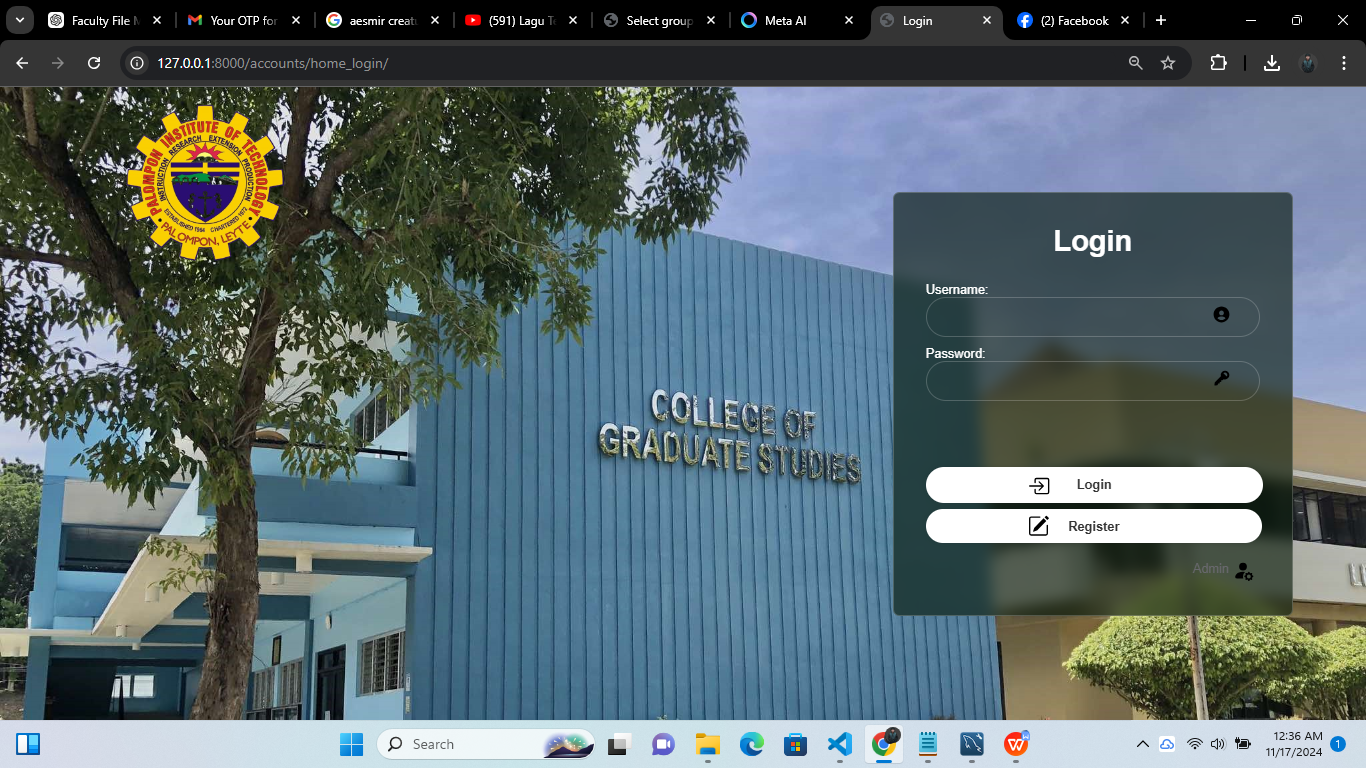 Faculty File M
Your OTP for
aesmir creatu
(591) Lagu Te
Select group
Meta AI
Login
(2) Facebook
127.0.0.1:8000/accounts/home_login/
PALOMPON INSTITUTE OF TECHNOLOGY
INSTRUCTION RESEARCH EXTENSION PRODUCTION
ESTABLISHED 1964 CHARTERED 1972
PALOMPON, LEYTE
COLLEGE OF
GRADUATE STUDIES
Login
Username:
Password:
Login
Register
Admin
Search
12:36 AM
11/17/2024
1